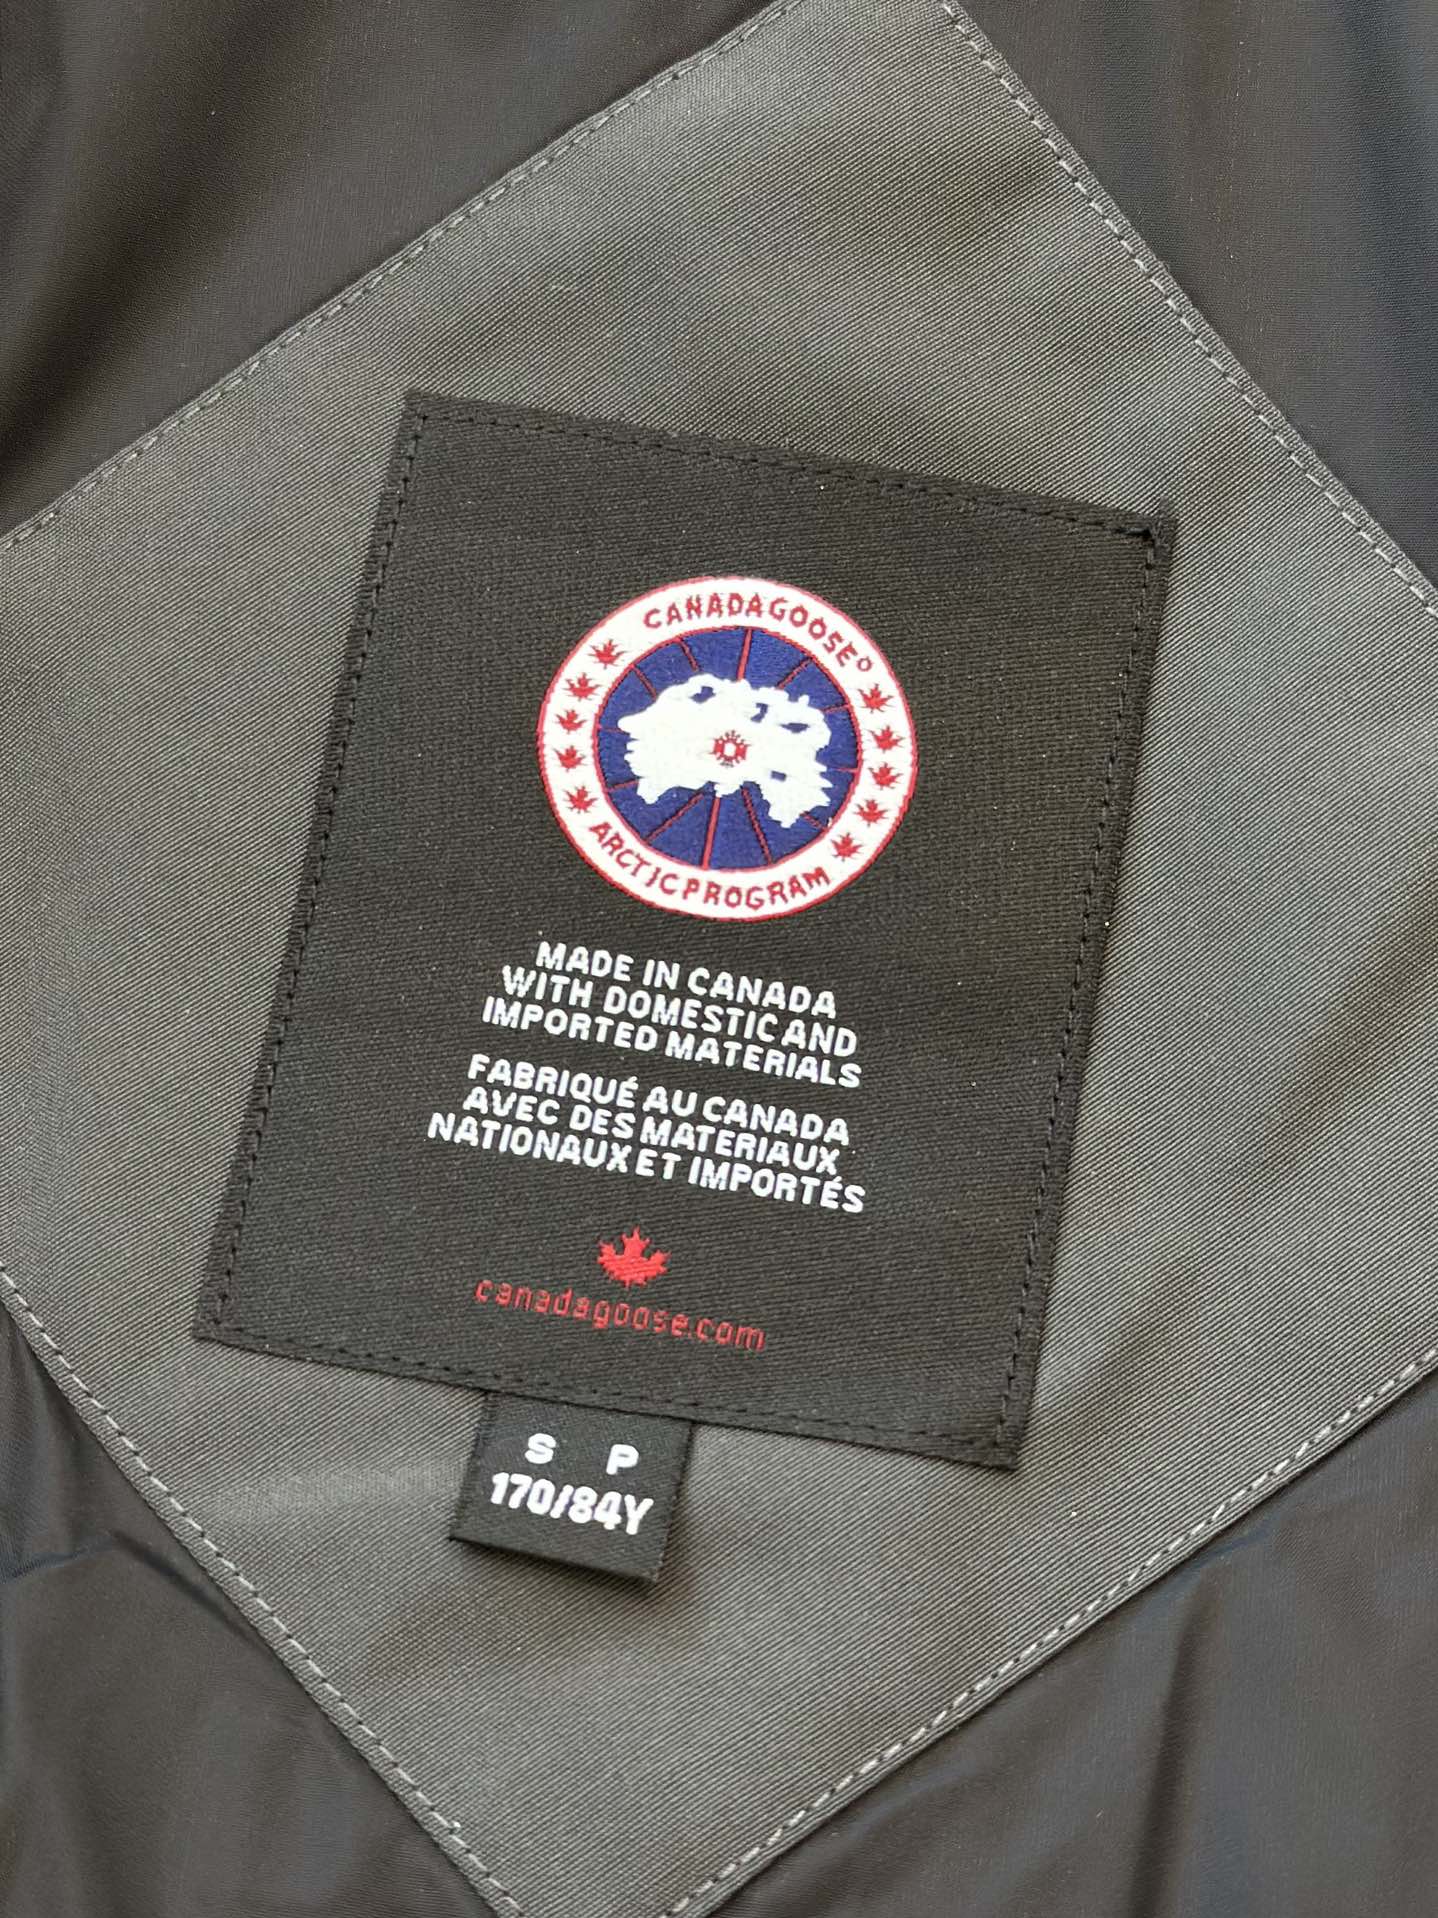 CANADA GOOSE
ARCTIC PROGRAM
MADE IN CANADA
WITH DOMESTIC AND
IMPORTED MATERIALS
FABRIQUÉ AU CANADA
AVEC DES MATERIAUX
NATIONAUX ET IMPORTÉS
canadagoose.com
S P
170/84Y